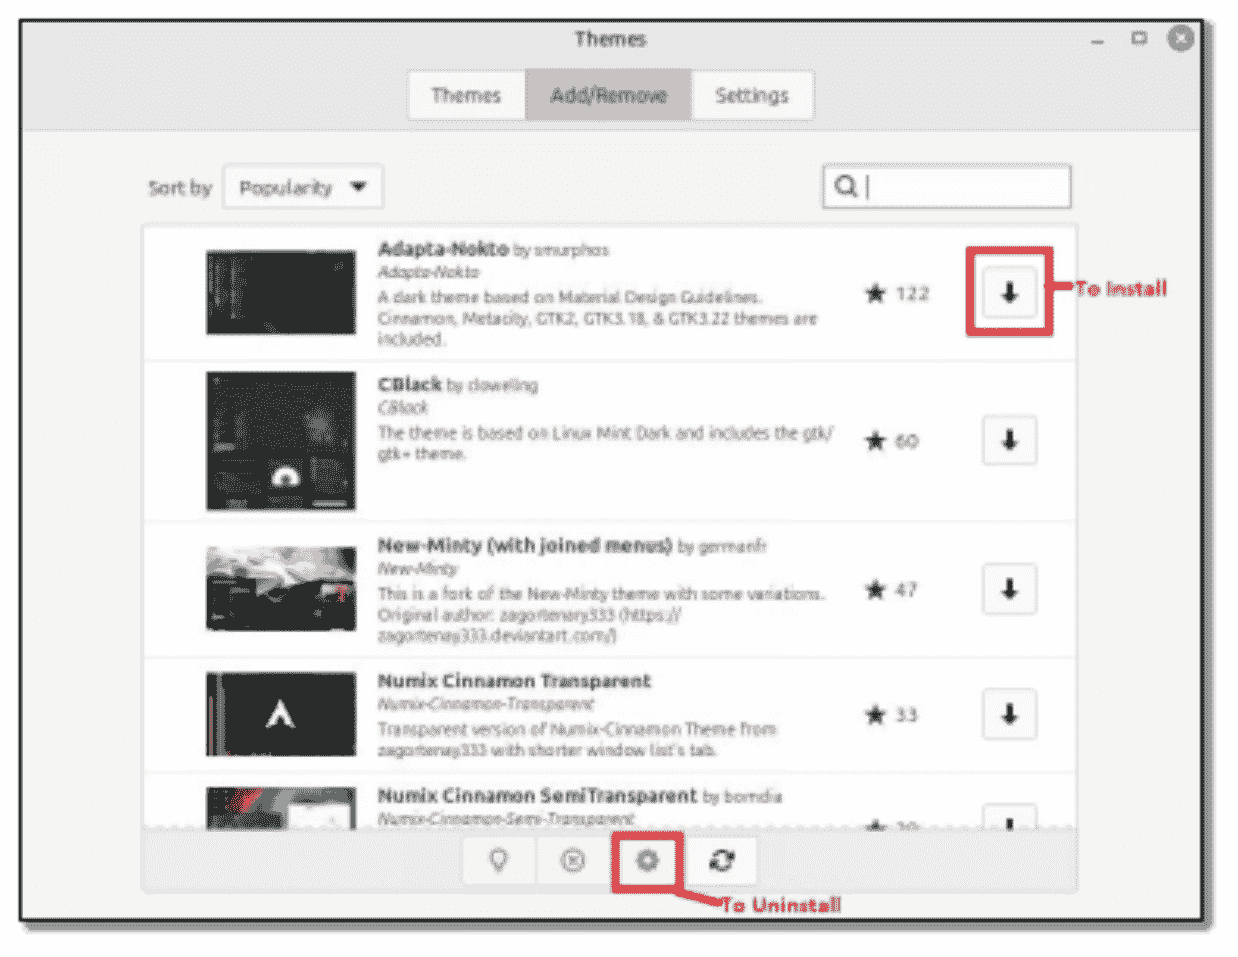 Themes
Themes Add/Remove Settings
Sort by Popularity
Adapta-Nokto by smurphos
Adapta-Nokto
A dark theme based on Material Design Guidelines.
Cinnamon, Metacity, GTK2, GTK3.18, & GTK3.22 themes are
included.
122
To Install
CBlack by cloweling
CBlack
The theme is based on Linux Mint Dark and includes the gtk/
gtk+ theme.
60
New-Minty (with joined menus) by germanfr
New-Minty
This is a fork of the New-Minty theme with some variations.
Original author: zagortenay333 (https://
zagortenay333.deviantart.com/)
47
Numix Cinnamon Transparent
Numix-Cinnamon-Transparent
Transparent version of Numix-Cinnamon Theme from
zagortenay333 with shorter window list's tab.
33
Numix Cinnamon SemiTransparent by
Numix-Cinnamon-Semi-Transparent
To Uninstall